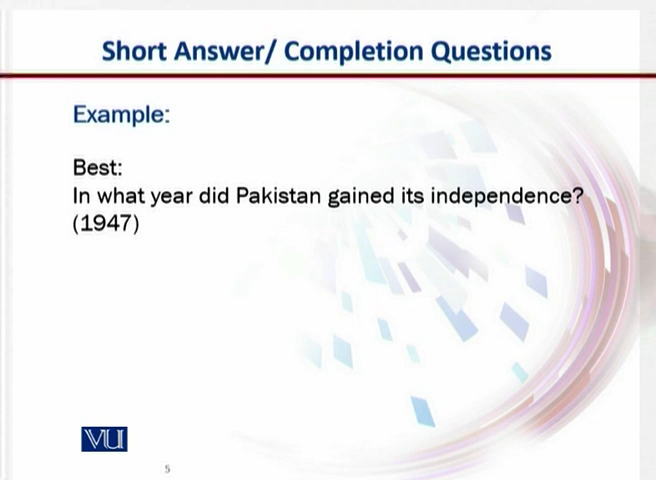 Short Answer/ Completion Questions
Example:
Best:
In what year did Pakistan gained its independence?
(1947)
VU
5